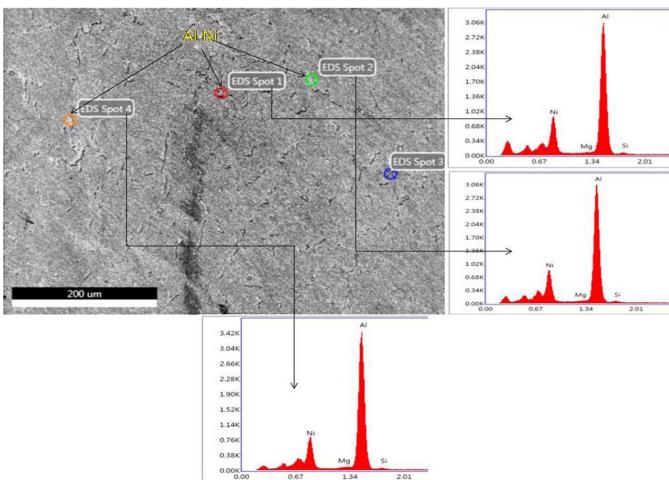 Al-Ni
EDS Spot 2
EDS Spot 1
EDS Spot 4
EDS Spot 3
200 um
3.06K
2.72K
2.38K
2.04K
1.70K
1.36K
1.02K
0.68K
0.34K
0.00K
Al
Ni
Mg
Si
0.00
0.67
1.34
2.01
3.06K
2.72K
2.38K
2.04K
1.70K
1.36K
1.02K
0.68K
0.34K
0.00K
Al
Ni
Mg
Si
0.00
0.67
1.34
2.01
3.42K
3.04K
2.66K
2.28K
1.90K
1.52K
1.14K
0.76K
0.38K
0.00K
Al
Ni
Mg
Si
0.00
0.67
1.34
2.01